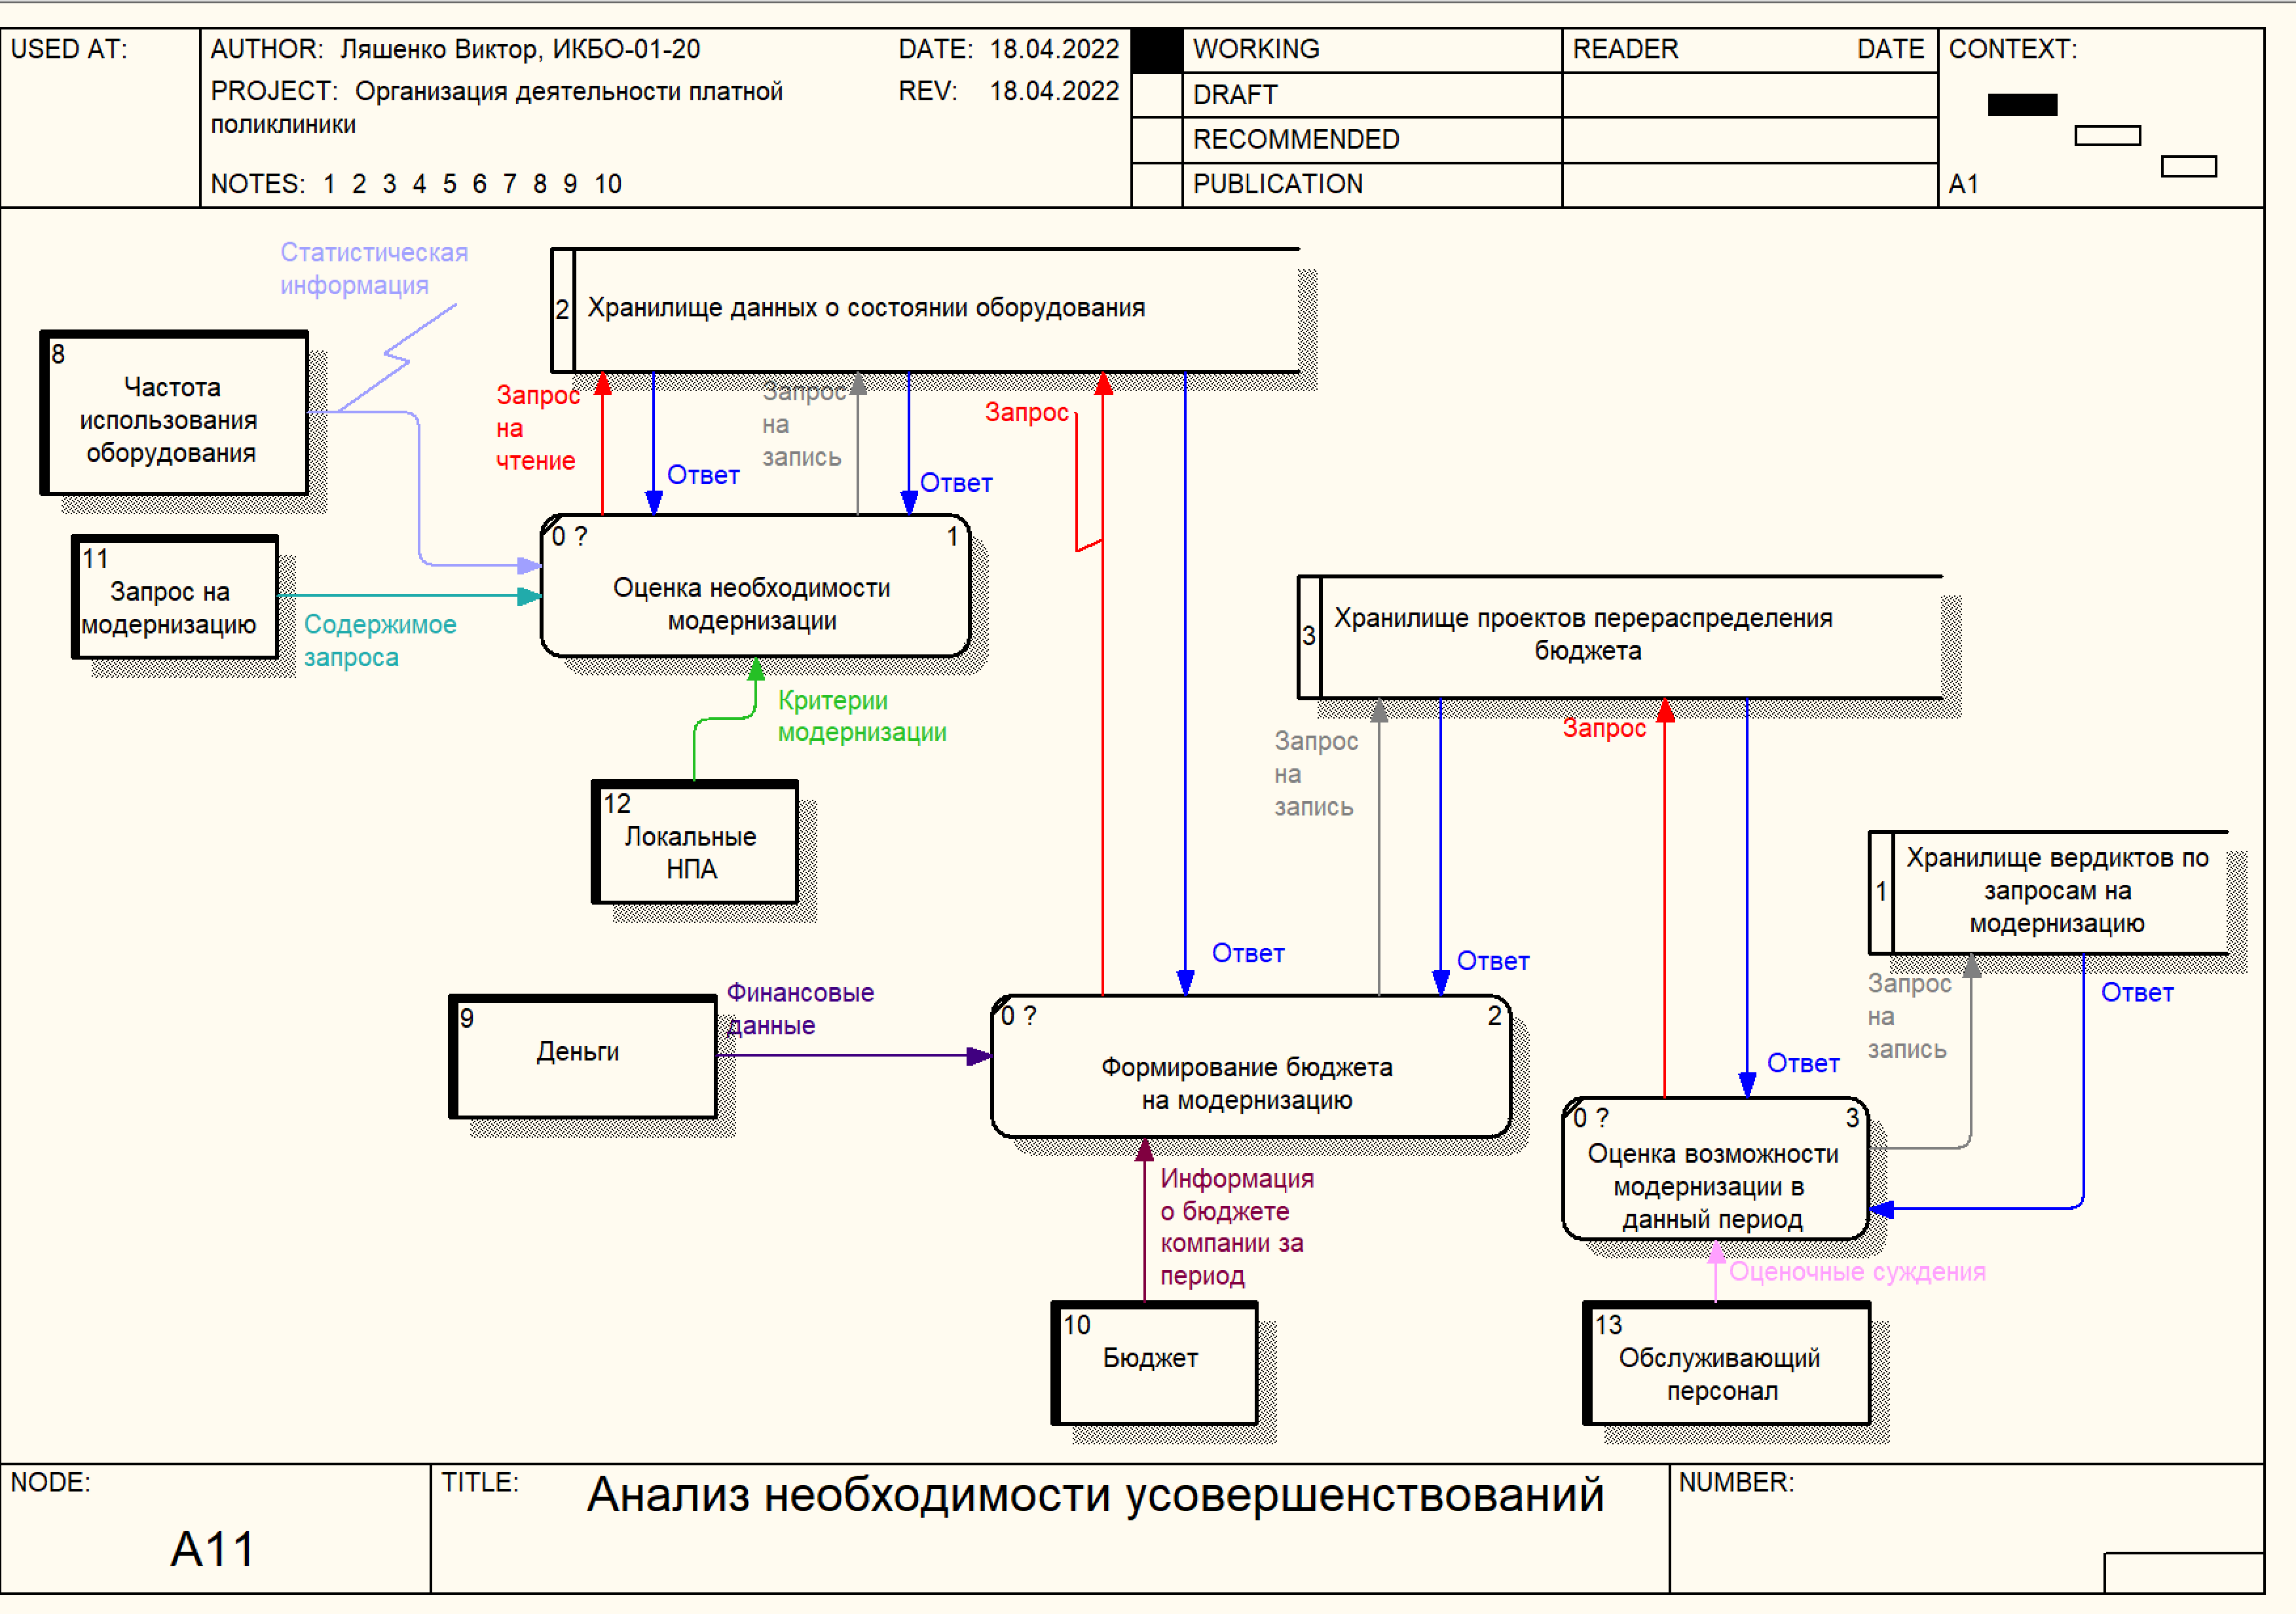 USED AT:
AUTHOR: Ляшенко Виктор, ИКБО-01-20
DATE: 18.04.2022
PROJECT: Организация деятельности платной
поликлиники
REV: 18.04.2022
NOTES: 1 2 3 4 5 6 7 8 9 10
WORKING
DRAFT
RECOMMENDED
PUBLICATION
READER DATE
CONTEXT:
A1
Статистическая
информация
2
Хранилище данных о состоянии оборудования
8
Частота
использования
оборудования
Запрос
на
чтение
Ответ
Запрос
на
запись
Ответ
Запрос
11
Запрос на
модернизацию
Содержимое
запроса
0 ? 1
Оценка необходимости
модернизации
3
Хранилище проектов перераспределения
бюджета
Критерии
модернизации
12
Локальные
НПА
Запрос
на
запись
Запрос
1
Хранилище вердиктов по
запросам на
модернизацию
Ответ
Ответ
Финансовые
данные
9
Деньги
0 ? 2
Формирование бюджета
на модернизацию
Запрос
на
запись
Ответ
Ответ
0 ? 3
Оценка возможности
модернизации в
данный период
Информация
о бюджете
компании за
период
Оценочные суждения
10
Бюджет
13
Обслуживающий
персонал
NODE:
A11
TITLE:
Анализ необходимости усовершенствований
NUMBER: